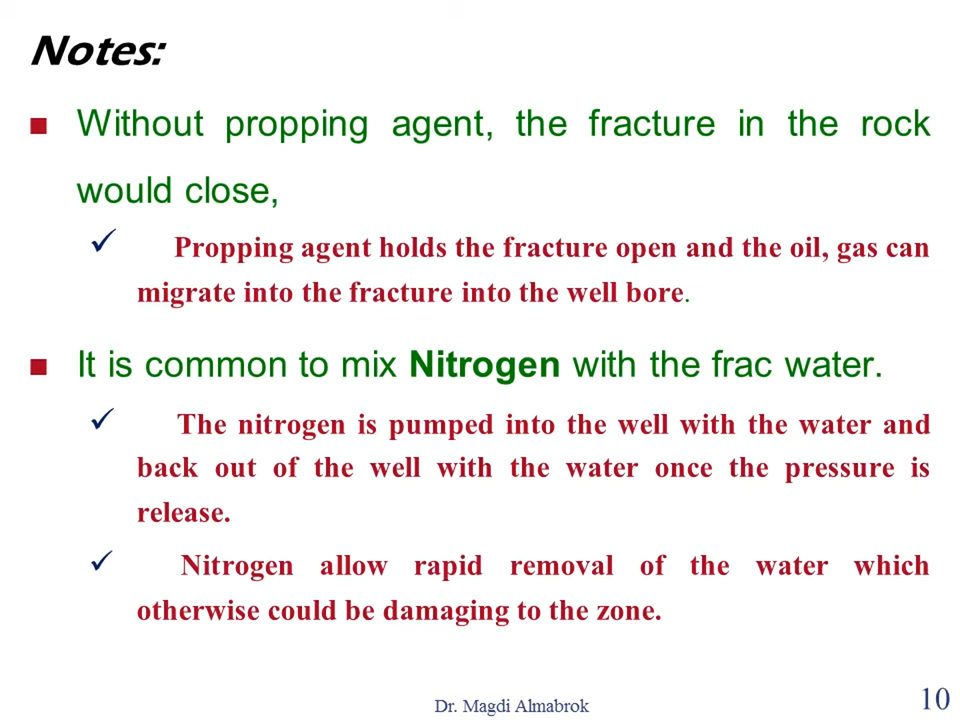 Notes:
Without propping agent, the fracture in the rock
would close,
Propping agent holds the fracture open and the oil, gas can
migrate into the fracture into the well bore.
It is common to mix Nitrogen with the frac water.
The nitrogen is pumped into the well with the water and
back out of the well with the water once the pressure is
release.
Nitrogen allow rapid removal of the water which
otherwise could be damaging to the zone.
Dr. Magdi Almabrok
10